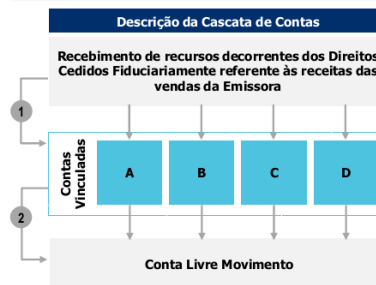 Descrição da Cascata de Contas
Recebimento de recursos decorrentes dos Direitos
Cedidos Fiduciariamente referente às receitas das
vendas da Emissora
1
Contas
Vinculadas
A
B
C
D
2
Conta Livre Movimento